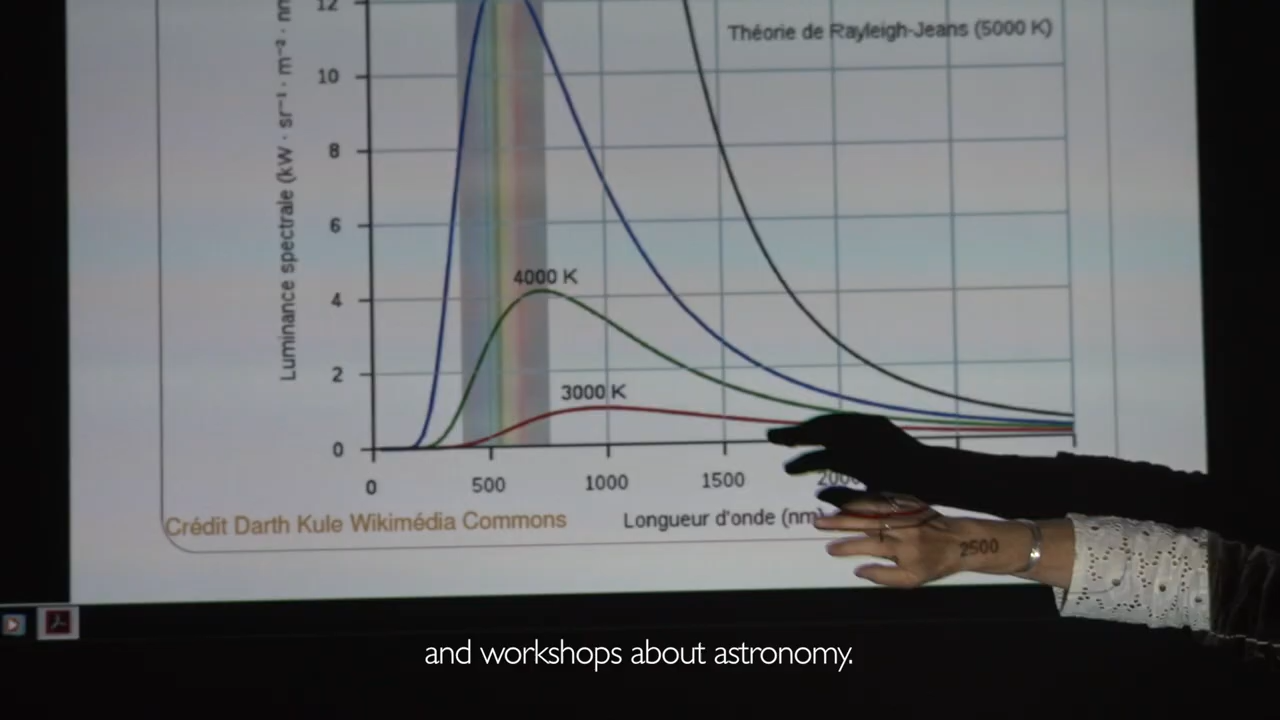 12
Théorie de Rayleigh-Jeans (5000 K)
10
8
6
4
2
0
Luminance spectrale (kW · sr⁻¹ · m⁻² · nm
4000 K
3000 K
0 500 1000 1500 2000
2500
Longueur d'onde (nm)
Crédit Darth Kule Wikimédia Commons
and workshops about astronomy.